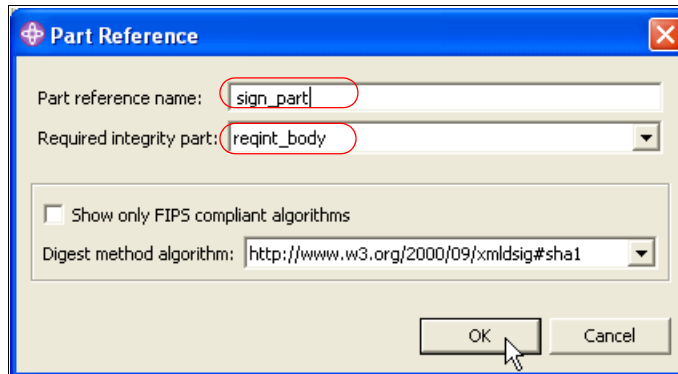 Part Reference
Part reference name: sign_part
Required integrity part: reqint_body
Show only FIPS compliant algorithms
Digest method algorithm: http://www.w3.org/2000/09/xmldsig#sha1
OK Cancel